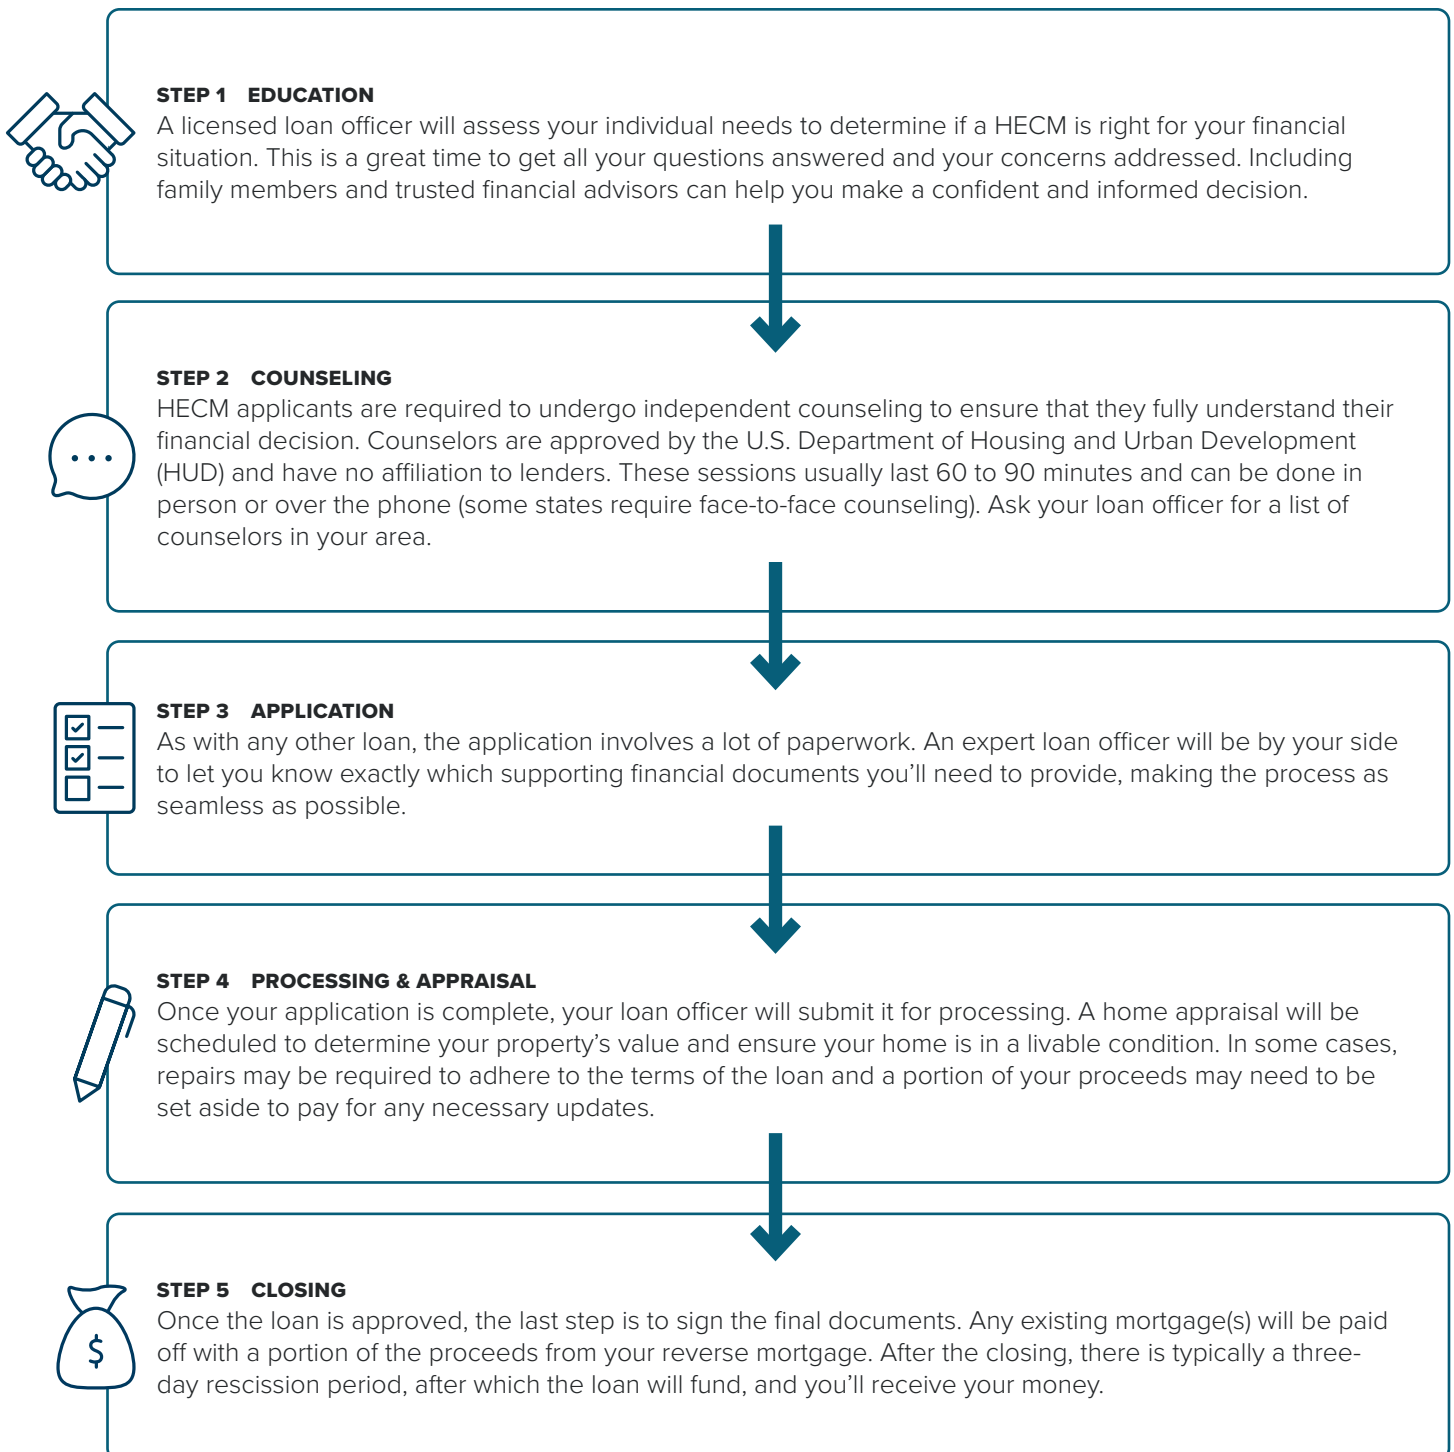 STEP 1 EDUCATION
A licensed loan officer will assess your individual needs to determine if a HECM is right for your financial
situation. This is a great time to get all your questions answered and your concerns addressed. Including
family members and trusted financial advisors can help you make a confident and informed decision.
STEP 2 COUNSELING
HECM applicants are required to undergo independent counseling to ensure that they fully understand their
financial decision. Counselors are approved by the U.S. Department of Housing and Urban Development
(HUD) and have no affiliation to lenders. These sessions usually last 60 to 90 minutes and can be done in
person or over the phone (some states require face-to-face counseling). Ask your loan officer for a list of
counselors in your area.
STEP 3 APPLICATION
As with any other loan, the application involves a lot of paperwork. An expert loan officer will be by your side
to let you know exactly which supporting financial documents you’ll need to provide, making the process as
seamless as possible.
STEP 4 PROCESSING & APPRAISAL
Once your application is complete, your loan officer will submit it for processing. A home appraisal will be
scheduled to determine your property’s value and ensure your home is in a livable condition. In some cases,
repairs may be required to adhere to the terms of the loan and a portion of your proceeds may need to be
set aside to pay for any necessary updates.
STEP 5 CLOSING
Once the loan is approved, the last step is to sign the final documents. Any existing mortgage(s) will be paid
off with a portion of the proceeds from your reverse mortgage. After the closing, there is typically a three-
day rescission period, after which the loan will fund, and you’ll receive your money.
$